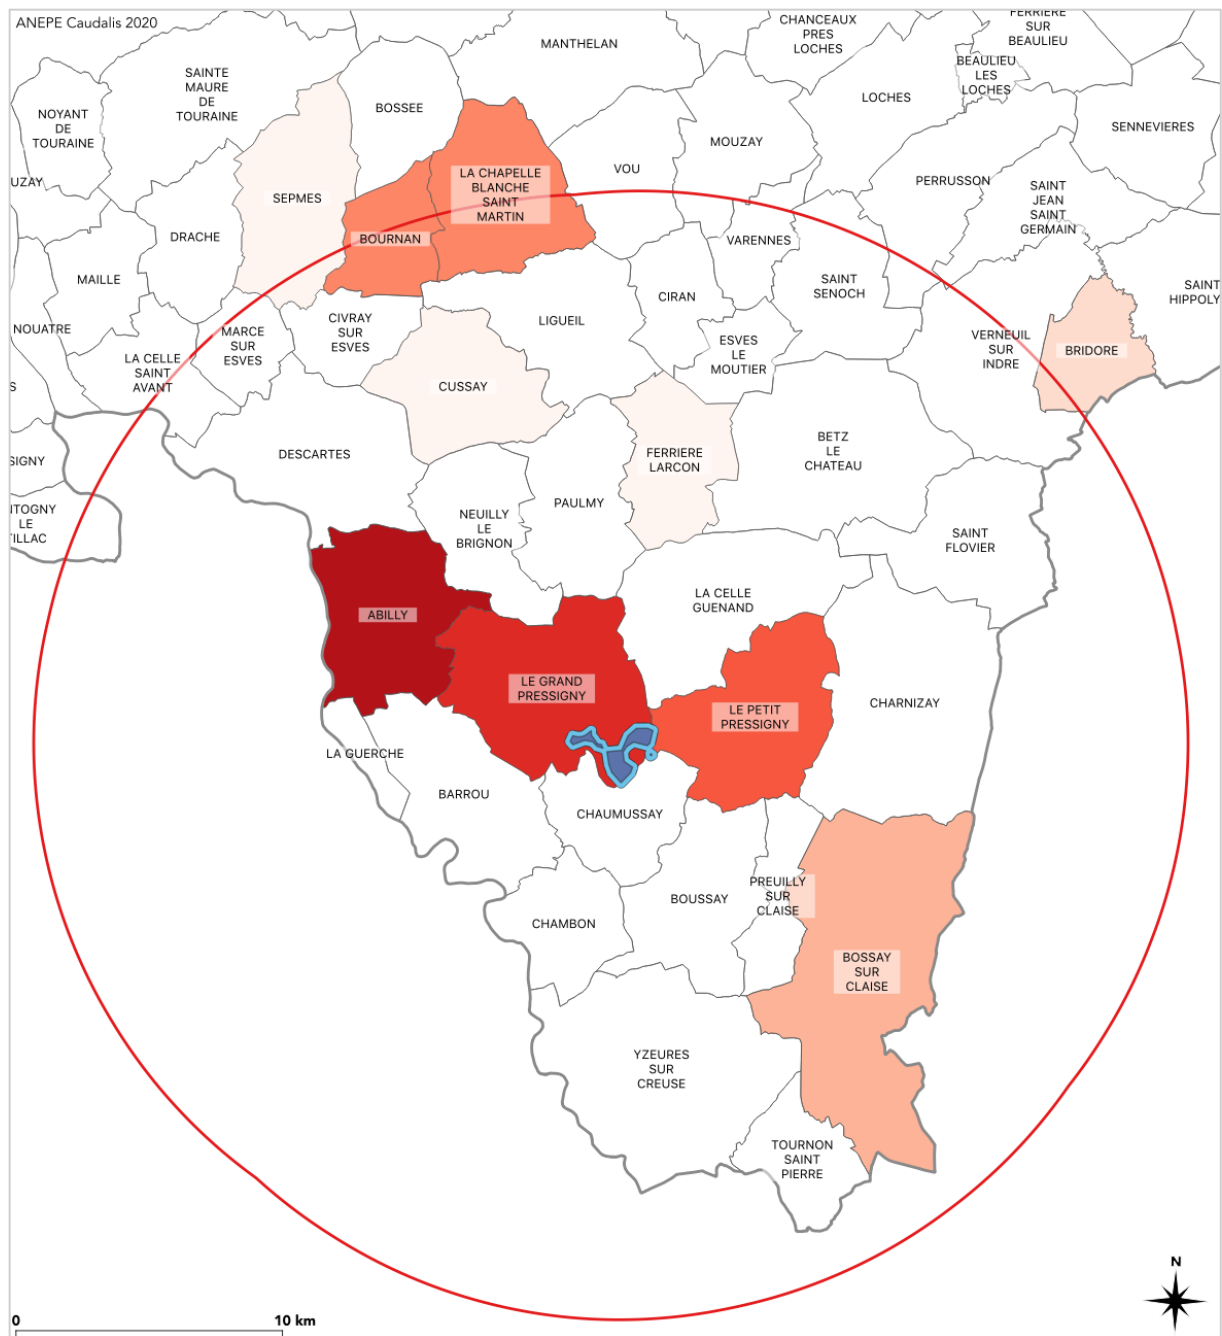 ANEPE Caudalis 2020
MANTHELAN
CHANCEAUX
PRES
LOCHES
FERRIERE
SUR
BEAULIEU
BEAULIEU
LES
LOCHES
SAINTE
MAURE
DE
TOURAINE
BOSSEE
LOCHES
NOYANT
DE
TOURAINE
SENNEVIERES
MOUZAY
VOU
UZAY
SEPMES
LA CHAPELLE
BLANCHE
SAINT
MARTIN
PERRUSSON
SAINT
JEAN
SAINT
GERMAIN
DRACHE
BOURNAN
VARENNES
MAILLE
SAINT
SENOCH
SAINT
HIPPOLY
CIRAN
LIGUEIL
NOUATRE
MARCE
SUR
ESVES
CIVRAY
SUR
ESVES
ESVES
LE
MOUTIER
VERNEUIL
SUR
INDRE
BRIDORE
LA CELLE
SAINT
AVANT
S
CUSSAY
DESCARTES
FERRIERE
LARCON
BETZ
LE
CHATEAU
SIGNY
PAULMY
NTOGNY
LE
TILLAC
NEUILLY
LE
BRIGNON
SAINT
FLOVIER
LA CELLE
GUENAND
ABILLY
LE GRAND
PRESSIGNY
LE PETIT
PRESSIGNY
CHARNIZAY
LA GUERCHE
BARROU
CHAUMUSSAY
PREUILLY
SUR
CLAISE
BOUSSAY
CHAMBON
BOSSAY
SUR
CLAISE
YZEURES
SUR
CREUSE
TOURNON
SAINT
PIERRE
N
0 10 km